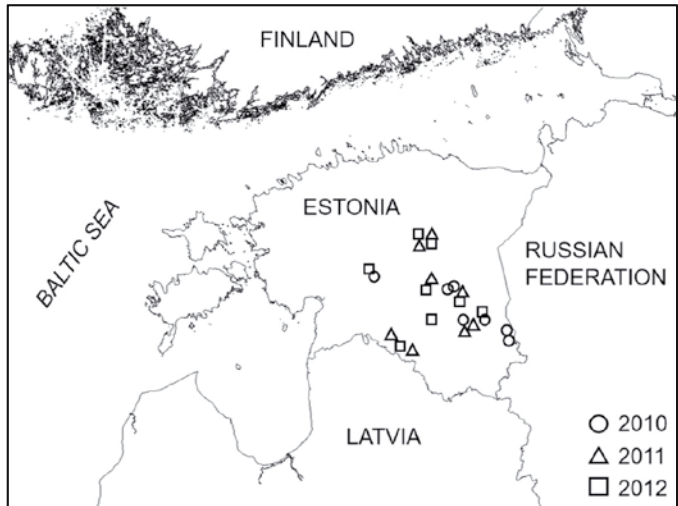 FINLAND
ESTONIA
BALTIC SEA
RUSSIAN
FEDERATION
LATVIA
2010
2011
2012